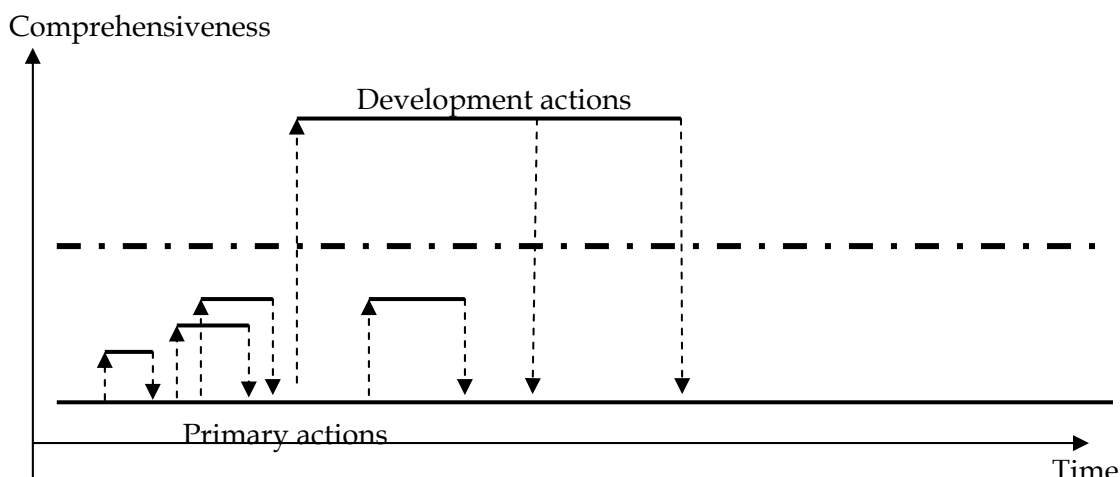 Comprehensiveness
Development actions
Primary actions
Time